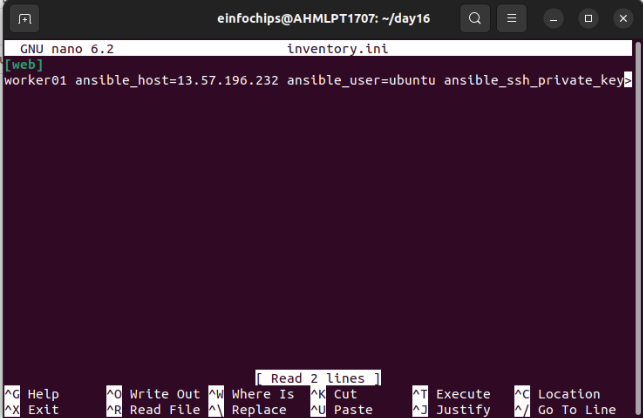 einfochips@AHMLPT1707: ~/day16
GNU nano 6.2 inventory.ini
[web]
worker01 ansible_host=13.57.196.232 ansible_user=ubuntu ansible_ssh_private_key>
[ Read 2 lines ]
^G Help ^O Write Out ^W Where Is ^K Cut ^T Execute ^C Location
^X Exit ^R Read File ^\ Replace ^U Paste ^J Justify ^/ Go To Line